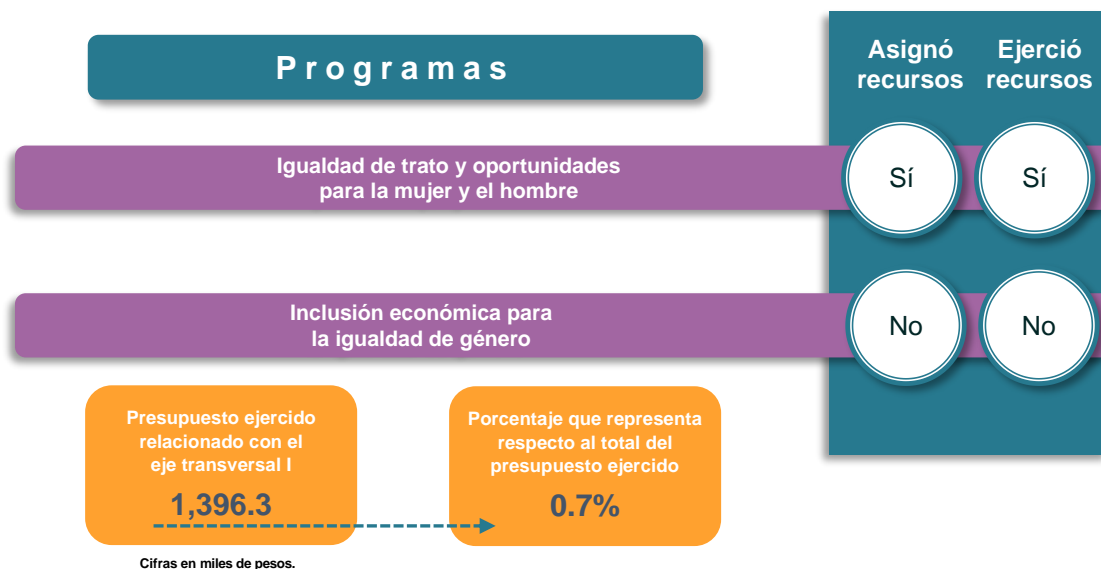 Programas
Asignó
recursos
Ejerció
recursos
Igualdad de trato y oportunidades
para la mujer y el hombre
Sí
Sí
Inclusión económica para
la igualdad de género
No
No
Presupuesto ejercido
relacionado con el
eje transversal I
1,396.3
Porcentaje que representa
respecto al total del
presupuesto ejercido
0.7%
Cifras en miles de pesos.